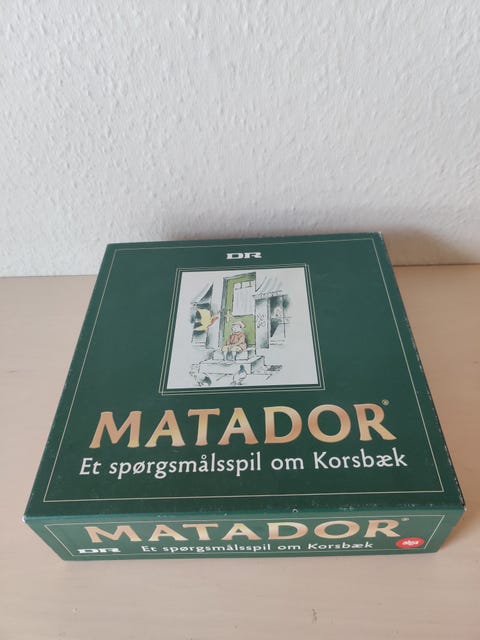 DR
MATADOR®
Et spørgsmålsspil om Korsbæk
MATADOR®
DR
Et spørgsmålsspil om Korsbæk
alga